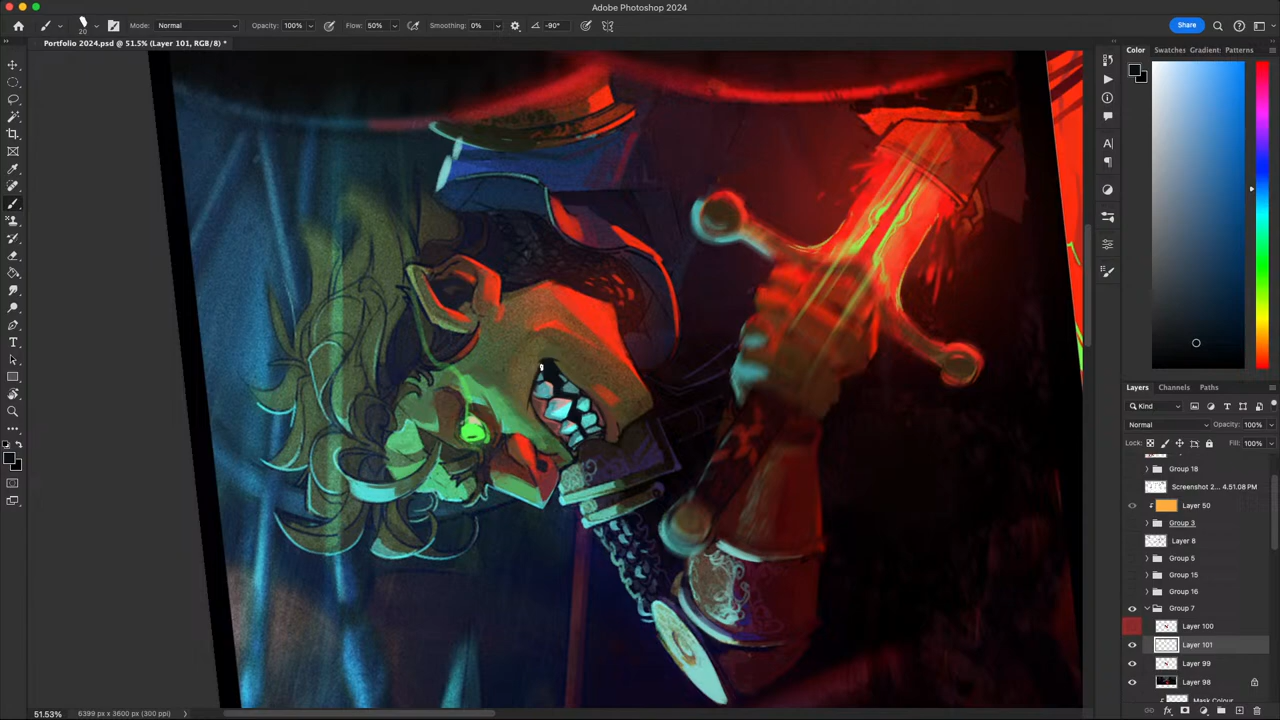 Adobe Photoshop 2024
20
Mode: Normal
Opacity: 100%
Flow: 50%
Smoothing: 0%
-90°
Share
Portfolio 2024.psd @ 51.5% (Layer 101, RGB/8) *
Color
Swatches
Gradient:
Patterns
Layers
Channels
Paths
Kind
Normal
Opacity: 100%
Lock:
Fill: 100%
Group 18
Screenshot 2... 4.51.08 PM
Layer 50
Group 3
Layer 8
Group 5
Group 15
Group 16
Group 7
Layer 100
Layer 101
Layer 99
Layer 98
Mask Colour
51.53%
6399 px x 3600 px (300 ppi)